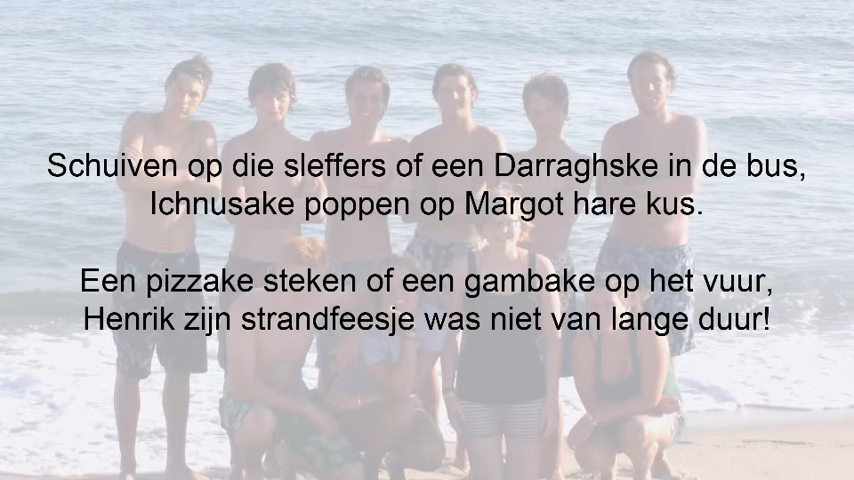 Schuiven op die sleffers of een Darraghske in de bus,
Ichnusake poppen op Margot hare kus.
Een pizzake steken of een gambake op het vuur,
Henrik zijn strandfeesje was niet van lange duur!